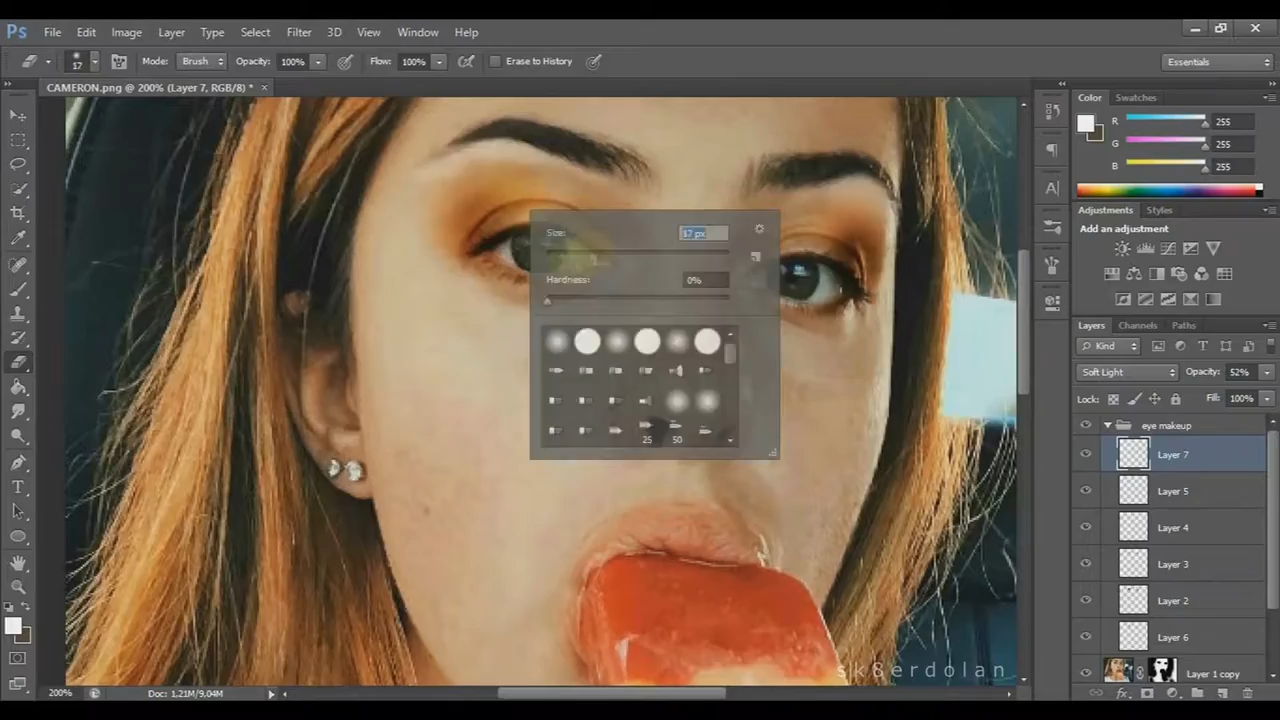 Ps File Edit Image Layer Type Select Filter 3D View Window Help
17 Mode: Brush Opacity: 100% Flow: 100% Erase to History Essentials
CAMERON.png @ 200% (Layer 7, RGB/8) *
Color Swatches
R 255
G 255
B 255
Adjustments Styles
Add an adjustment
Size: 17 px
Hardness: 0%
25 50
Layers Channels Paths
Kind
Soft Light Opacity: 52%
Lock: Fill: 100%
eye makeup
Layer 7
Layer 5
Layer 4
Layer 3
Layer 2
Layer 6
Layer 1 copy
sk8erdolan
200% Doc: 1,21M/9,04M